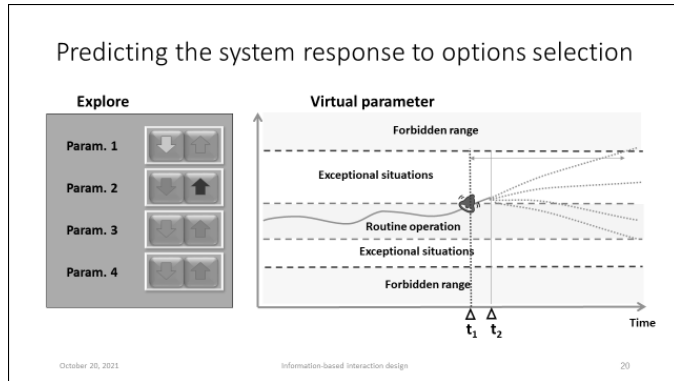 Predicting the system response to options selection
Explore
Param. 1
Param. 2
Param. 3
Param. 4
Virtual parameter
Forbidden range
Exceptional situations
Routine operation
Exceptional situations
Forbidden range
t1
t2
Time
October 20, 2021
Information-based interaction design
20